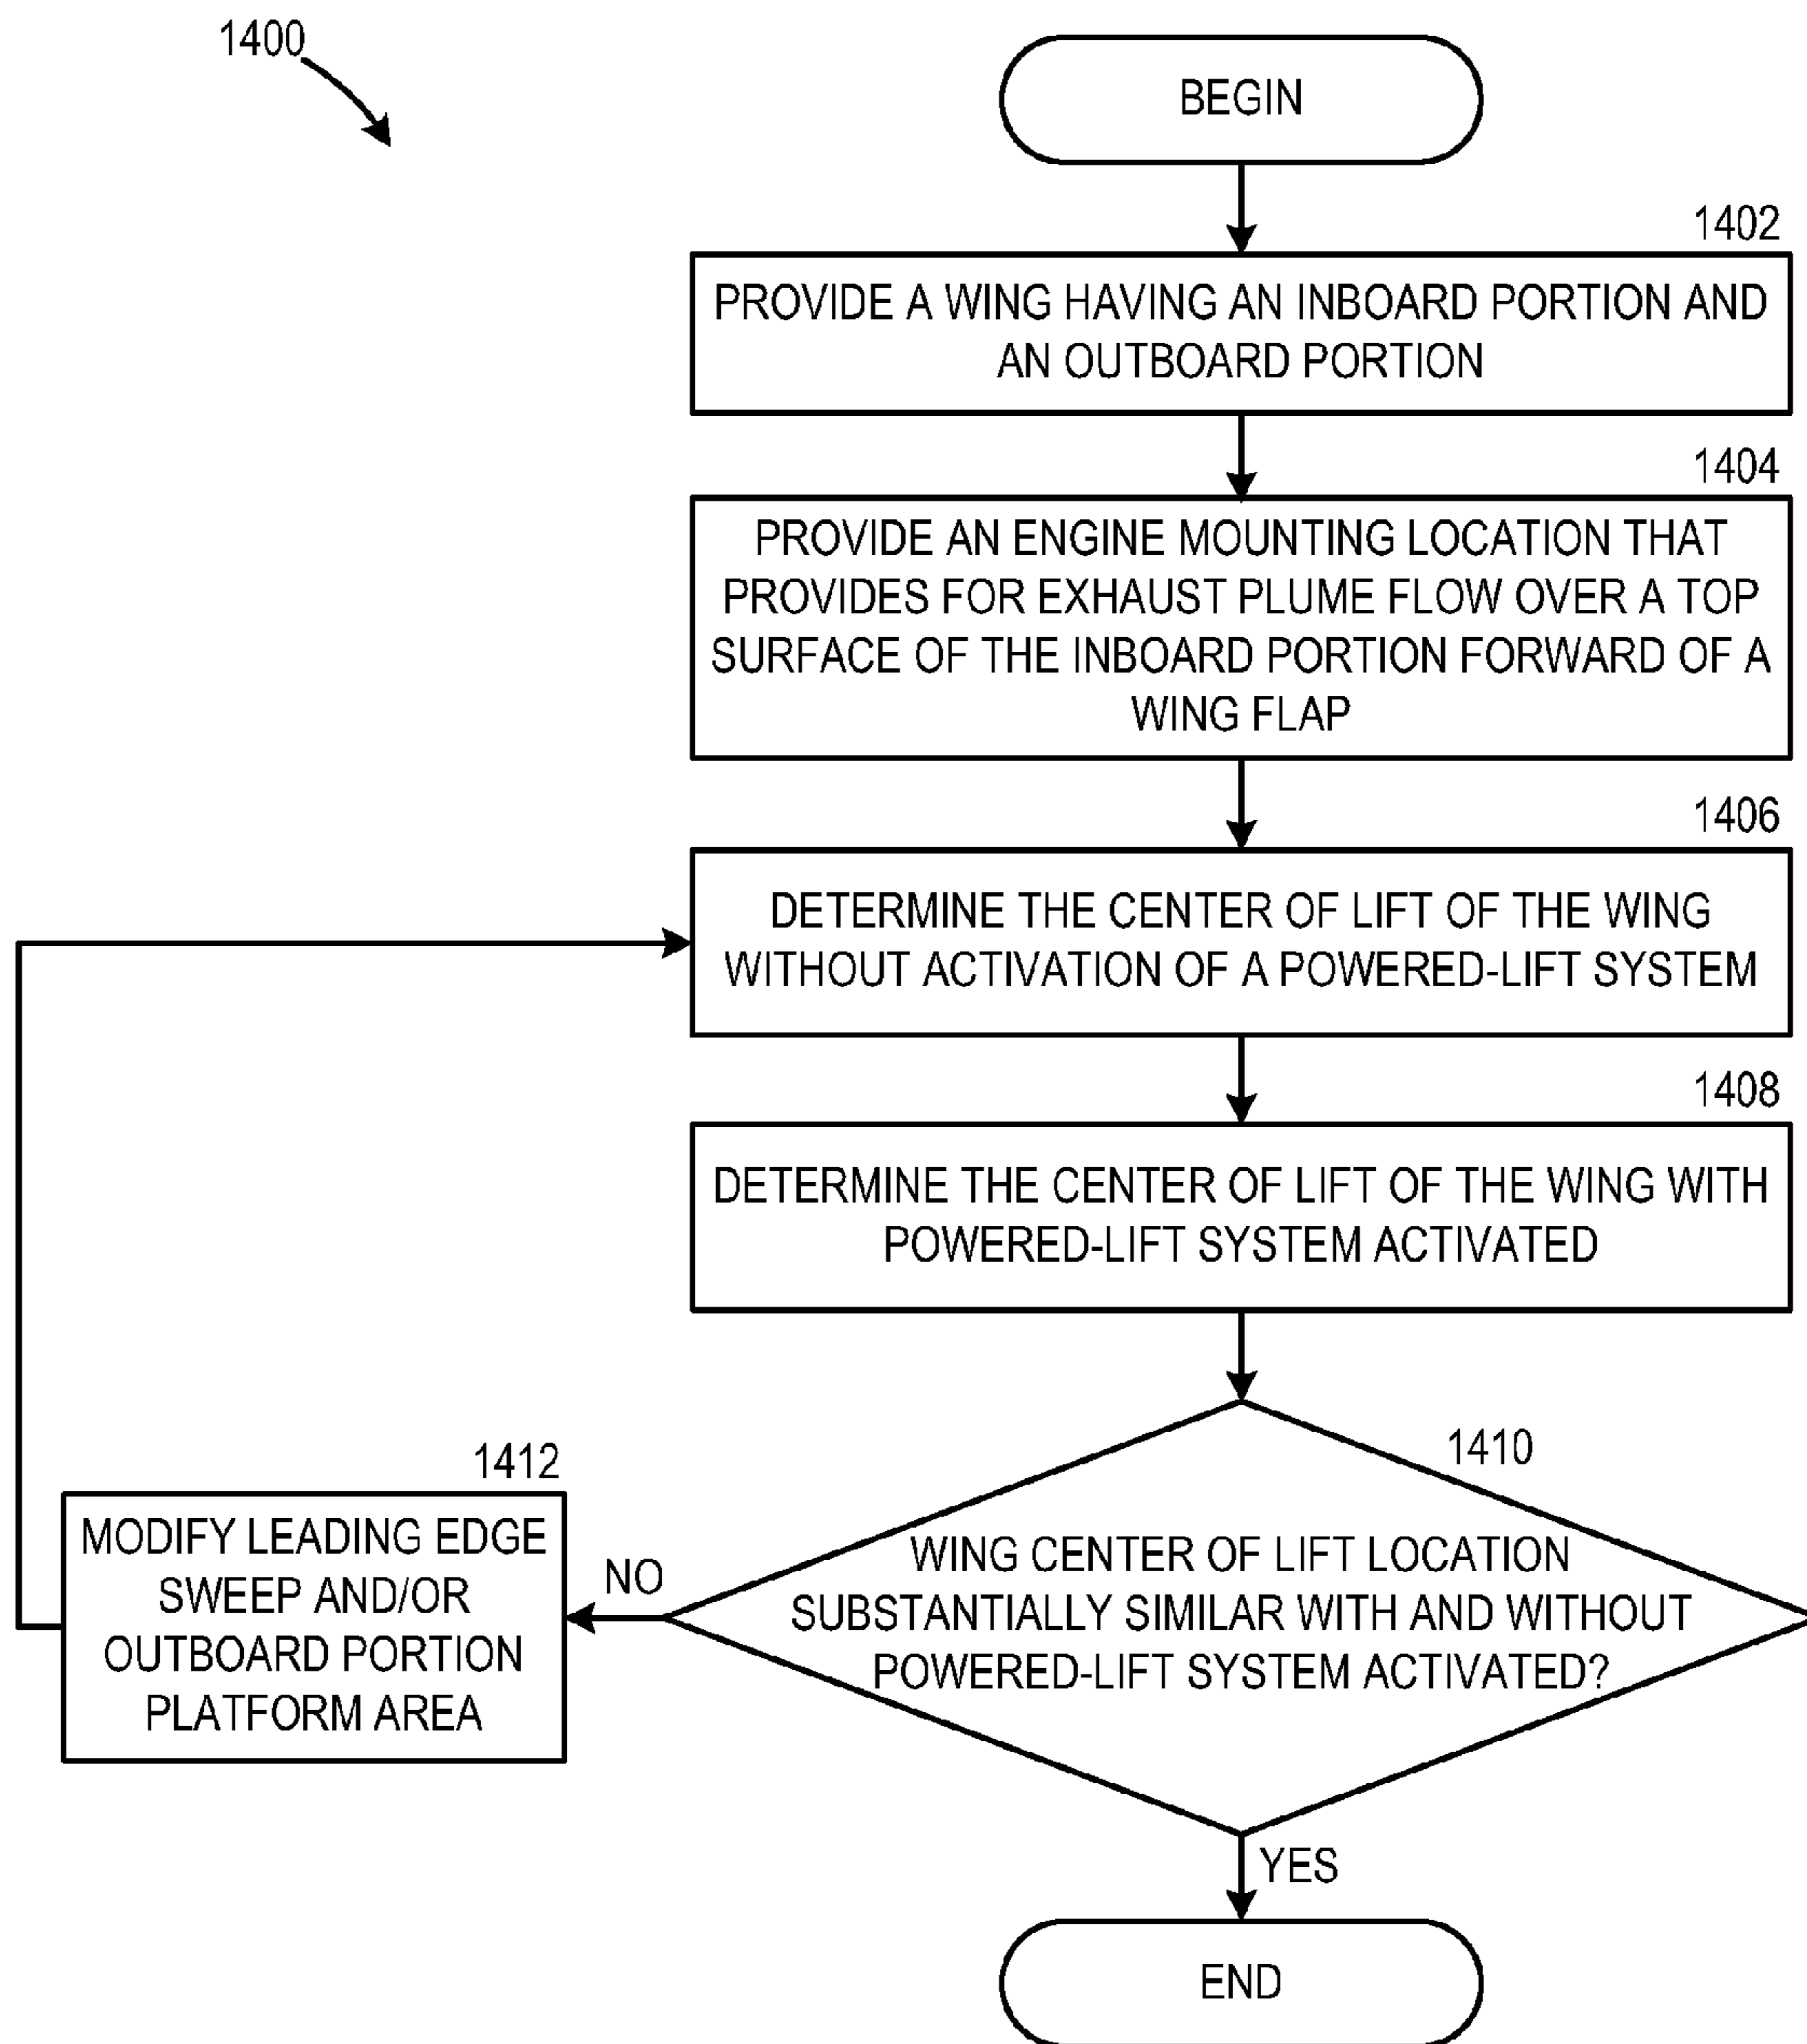 1400
BEGIN
1402
PROVIDE A WING HAVING AN INBOARD PORTION AND
AN OUTBOARD PORTION
1404
PROVIDE AN ENGINE MOUNTING LOCATION THAT
PROVIDES FOR EXHAUST PLUME FLOW OVER A TOP
SURFACE OF THE INBOARD PORTION FORWARD OF A
WING FLAP
1406
DETERMINE THE CENTER OF LIFT OF THE WING
WITHOUT ACTIVATION OF A POWERED-LIFT SYSTEM
1408
DETERMINE THE CENTER OF LIFT OF THE WING WITH
POWERED-LIFT SYSTEM ACTIVATED
1410
WING CENTER OF LIFT LOCATION
SUBSTANTIALLY SIMILAR WITH AND WITHOUT
POWERED-LIFT SYSTEM ACTIVATED?
NO
1412
MODIFY LEADING EDGE
SWEEP AND/OR
OUTBOARD PORTION
PLATFORM AREA
YES
END